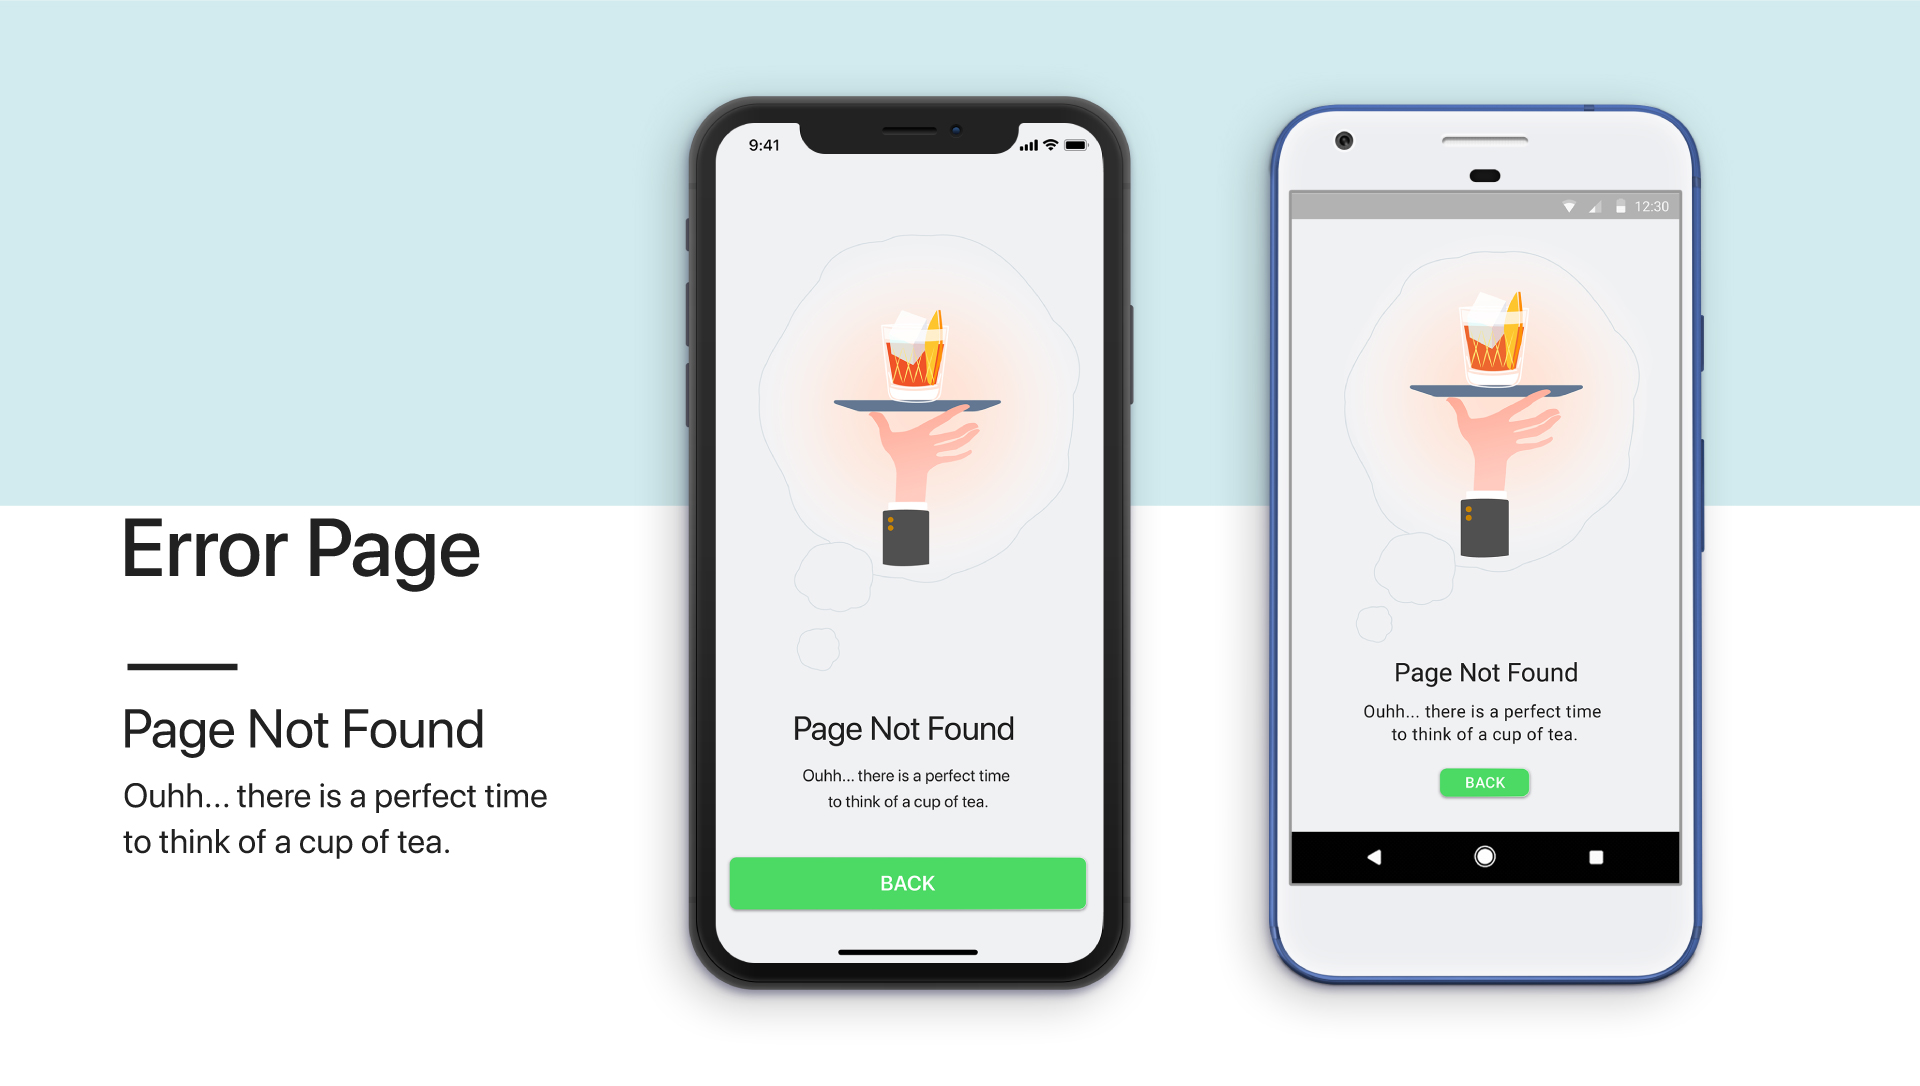 Error Page
Page Not Found
Ouhh... there is a perfect time
to think of a cup of tea.
9:41
Page Not Found
Ouhh... there is a perfect time
to think of a cup of tea.
BACK
12:30
Page Not Found
Ouhh... there is a perfect time
to think of a cup of tea.
BACK